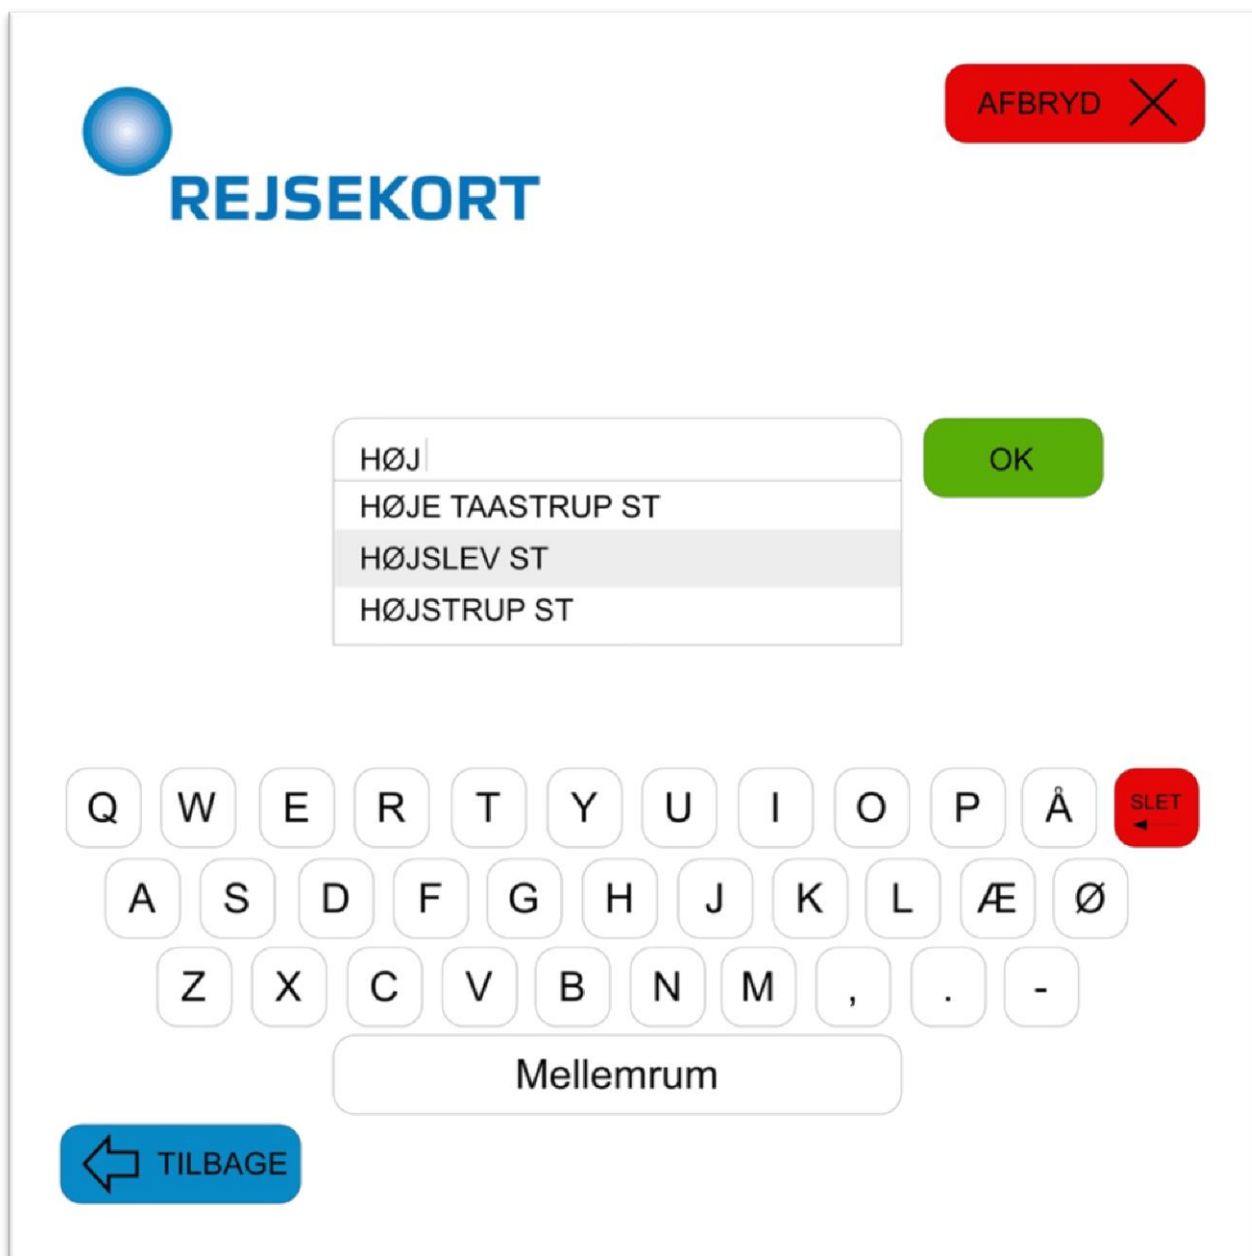 AFBRYD
REJSEKORT
HØJ
OK
HØJE TAASTRUP ST
HØJSLEV ST
HØJSTRUP ST
Q W E R T Y U I O P Å SLET
A S D F G H J K L Æ Ø
Z X C V B N M , . -
Mellemrum
TILBAGE